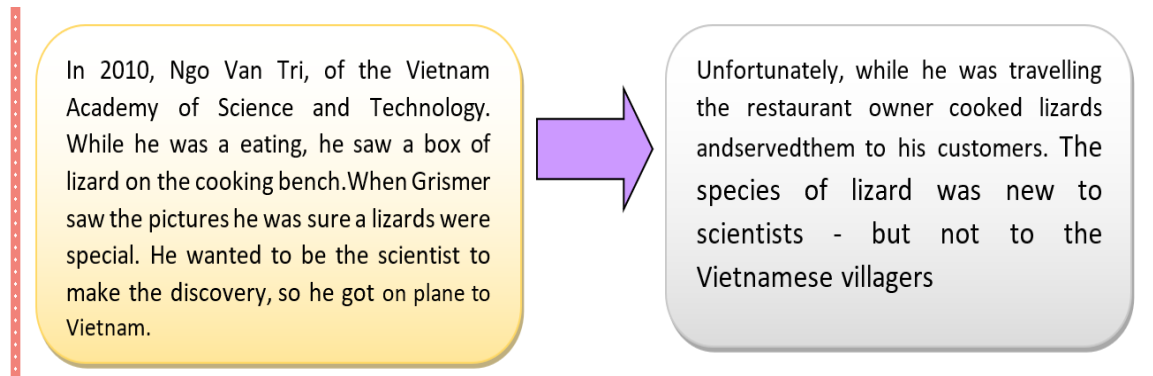 In 2010, Ngo Van Tri, of the Vietnam
Academy of Science and Technology.
While he was a eating, he saw a box of
lizard on the cooking bench.When Grismer
saw the pictures he was sure a lizards were
special. He wanted to be the scientist to
make the discovery, so he got on plane to
Vietnam.
Unfortunately, while he was travelling
the restaurant owner cooked lizards
andservedthem to his customers. The
species of lizard was new to
scientists - but not to the
Vietnamese villagers